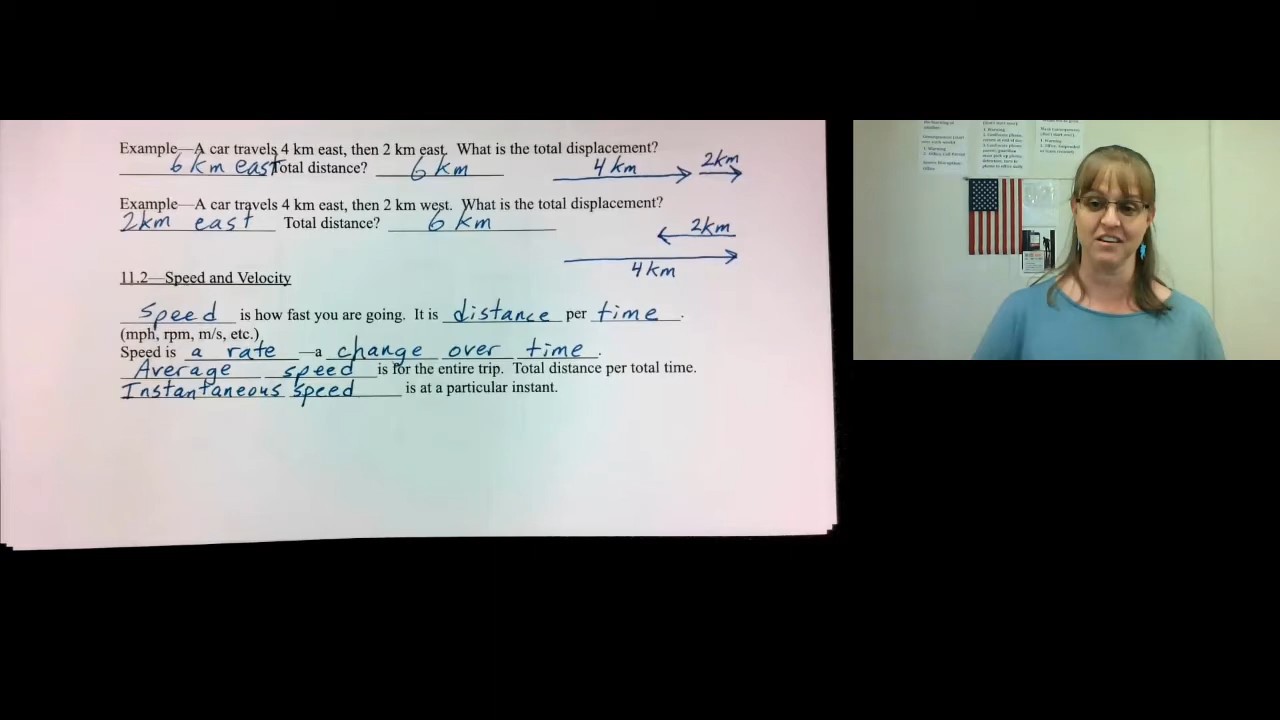 Example—A car travels 4 km east, then 2 km east. What is the total displacement?
6 km east Total distance? 6 km
4 km 2km
Example—A car travels 4 km east, then 2 km west. What is the total displacement?
2km east Total distance? 6 km
2km
4 km
11.2—Speed and Velocity
Speed is how fast you are going. It is distance per time.
(mph, rpm, m/s, etc.)
Speed is a rate—a change over time.
Average speed is for the entire trip. Total distance per total time.
Instantaneous speed is at a particular instant.